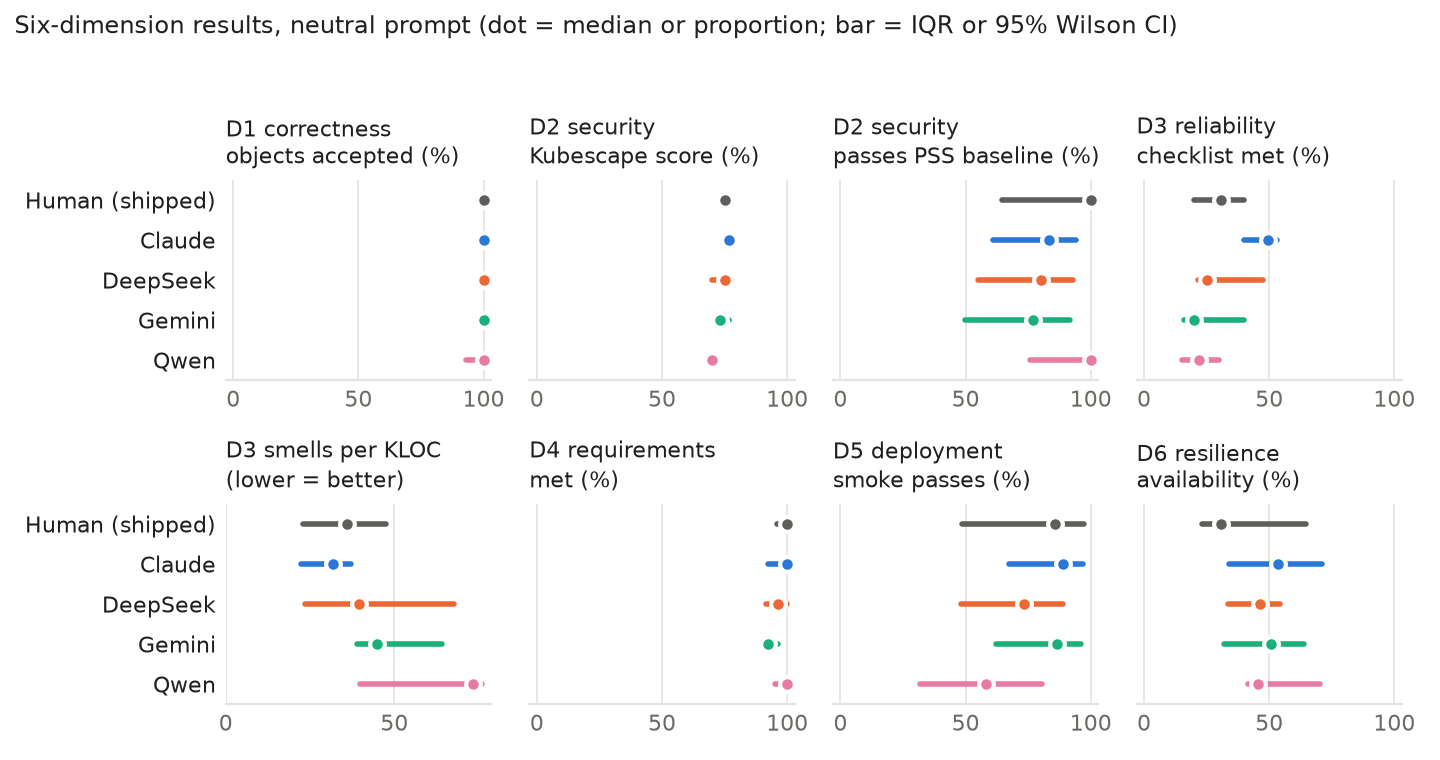 Six-dimension results, neutral prompt (dot = median or proportion; bar = IQR or 95% Wilson CI)
D1 correctness
objects accepted (%)
D2 security
Kubescape score (%)
D2 security
passes PSS baseline (%)
D3 reliability
checklist met (%)
Human (shipped)
Claude
DeepSeek
Gemini
Qwen
0 50 100
0 50 100
0 50 100
0 50 100
D3 smells per KLOC
(lower = better)
D4 requirements
met (%)
D5 deployment
smoke passes (%)
D6 resilience
availability (%)
Human (shipped)
Claude
DeepSeek
Gemini
Qwen
0 50
0 50 100
0 50 100
0 50 100